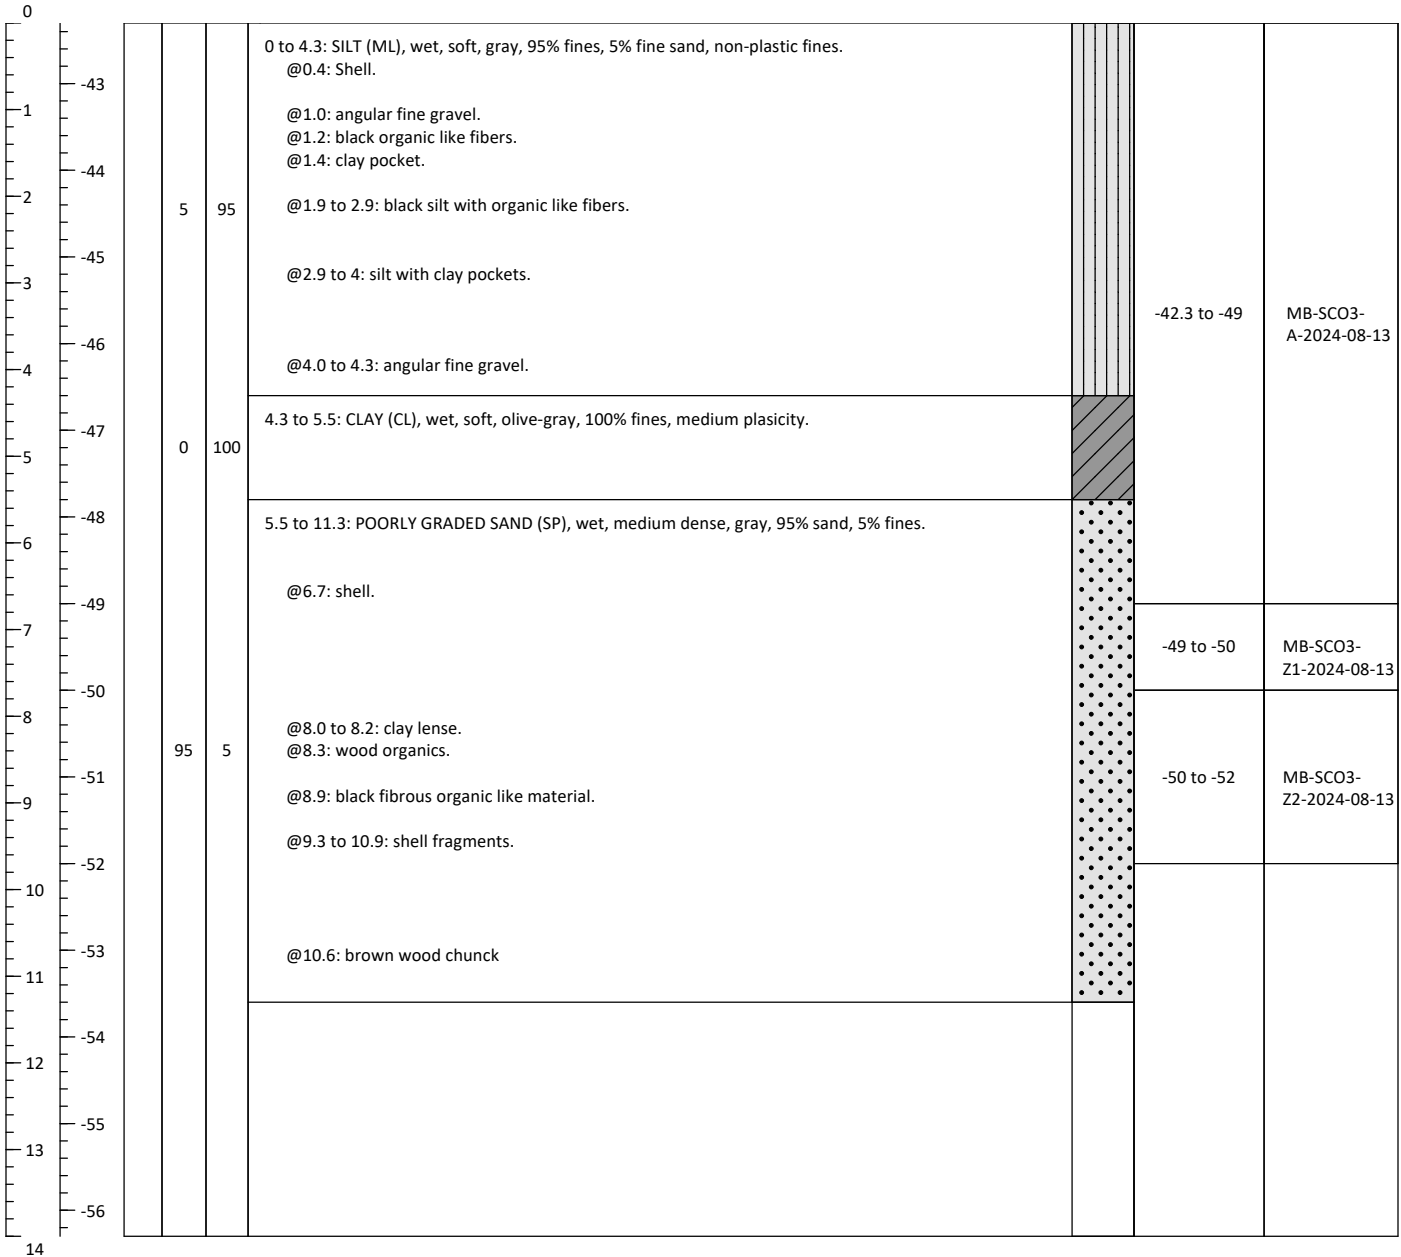 0
0 to 4.3: SILT (ML), wet, soft, gray, 95% fines, 5% fine sand, non-plastic fines.
@0.4: Shell.
-43
1
@1.0: angular fine gravel.
@1.2: black organic like fibers.
@1.4: clay pocket.
-44
2
5
95
@1.9 to 2.9: black silt with organic like fibers.
-45
@2.9 to 4: silt with clay pockets.
3
-42.3 to -49
MB-SCO3-
A-2024-08-13
-46
4
@4.0 to 4.3: angular fine gravel.
4.3 to 5.5: CLAY (CL), wet, soft, olive-gray, 100% fines, medium plasicity.
-47
0
100
5
-48
5.5 to 11.3: POORLY GRADED SAND (SP), wet, medium dense, gray, 95% sand, 5% fines.
6
@6.7: shell.
-49
7
-49 to -50
MB-SCO3-
Z1-2024-08-13
-50
8
@8.0 to 8.2: clay lense.
95
5
@8.3: wood organics.
-51
-50 to -52
MB-SCO3-
Z2-2024-08-13
@8.9: black fibrous organic like material.
9
@9.3 to 10.9: shell fragments.
-52
10
-53
@10.6: brown wood chunck
11
-54
12
-55
13
-56
14